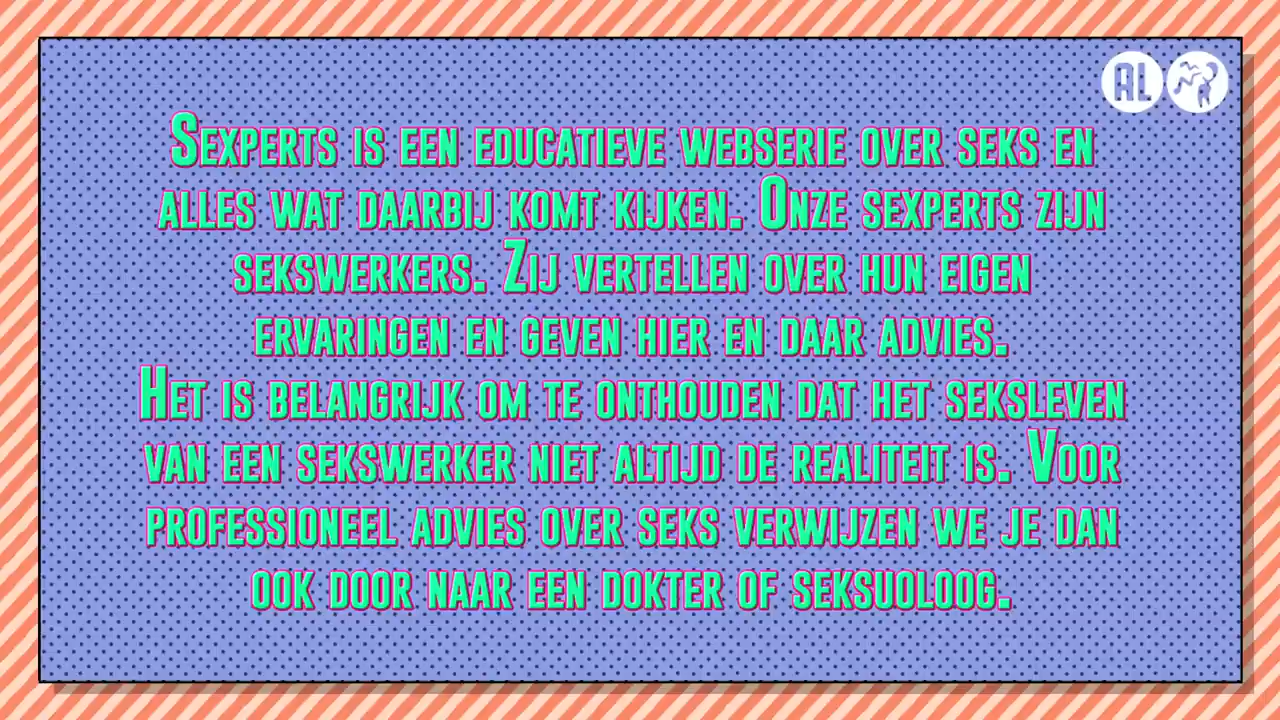 AL
Sexperts is een educatieve webserie over seks en
alles wat daarbij komt kijken. Onze sexperts zijn
sekswerkers. Zij vertellen over hun eigen
ervaringen en geven hier en daar advies.
Het is belangrijk om te onthouden dat het seksleven
van een sekswerker niet altijd de realiteit is. Voor
professioneel advies over seks verwijzen we je dan
ook door naar een dokter of seksuoloog.